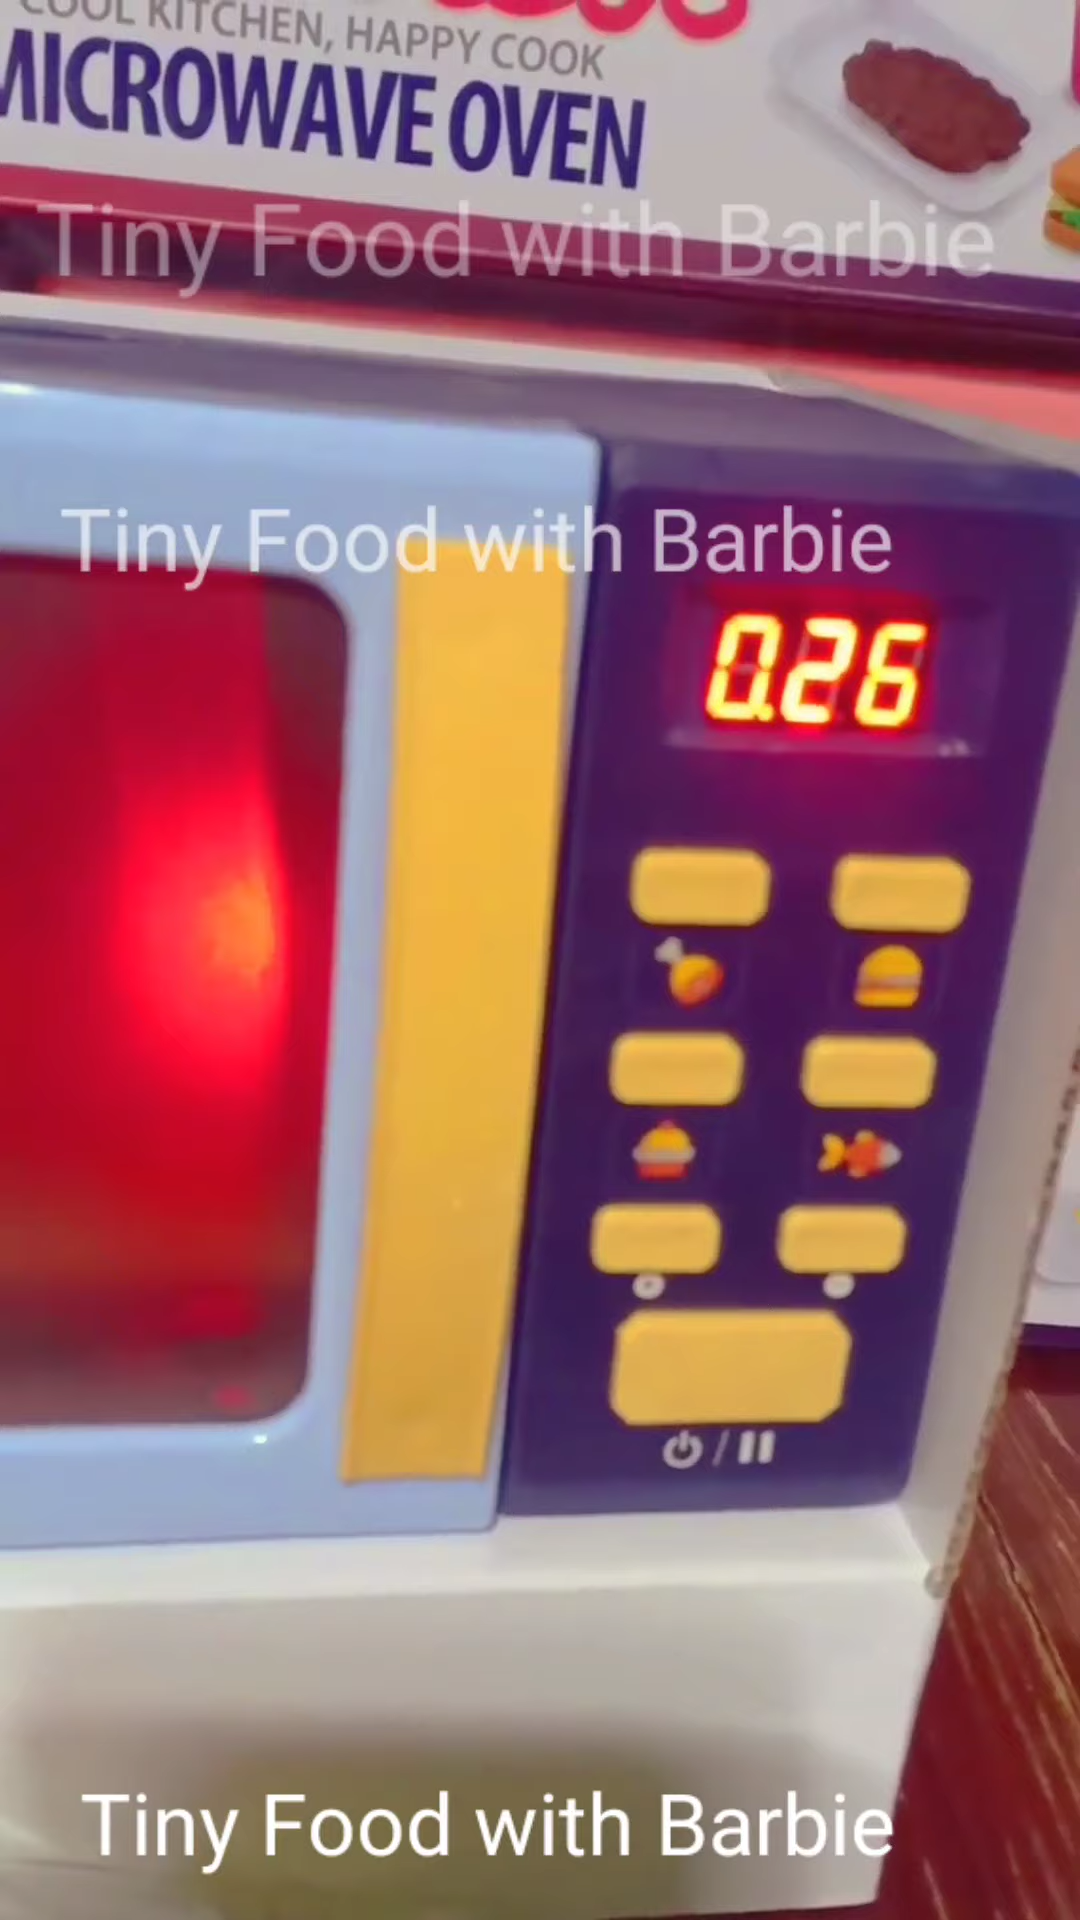 COOL KITCHEN, HAPPY COOK
MICROWAVE OVEN
Tiny Food with Barbie
Tiny Food with Barbie
0.26
Tiny Food with Barbie